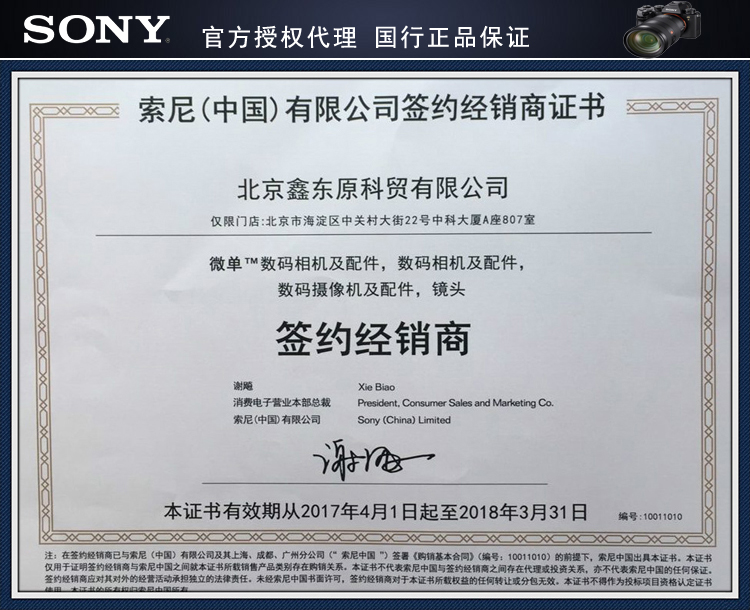 SONY 官方授权代理 国行正品保证
索尼(中国)有限公司签约经销商证书
北京鑫东原科贸有限公司
仅限门店:北京市海淀区中关村大街22号中科大厦A座807室
微单™数码相机及配件，数码相机及配件，
数码摄像机及配件，镜头
签约经销商
谢飚 Xie Biao
消费电子营业本部总裁 President, Consumer Sales and Marketing Co.
索尼(中国)有限公司 Sony (China) Limited
本证书有效期从2017年4月1日起至2018年3月31日
编号:10011010
注：在签约经销商已与索尼（中国）有限公司及其上海、成都、广州分公司（“索尼中国”）签署《购销基本合同》（编号：10011010）的前提下，索尼中国出具本证书。本证书
仅用于证明签约经销商与索尼中国之间就本证书所载销售产品类别存在购销关系。本证书不代表索尼中国与签约经销商之间存在代理或投资关系，亦不代表索尼中国的任何保证。
签约经销商应对其对外的经营活动承担独立的法律责任。未经索尼中国书面许可，签约经销商对于本证书所载权益的任何转让或分包无效。本证书不得作为投标项目资格认定证书
使用。本证书的所有权归索尼中国所有。